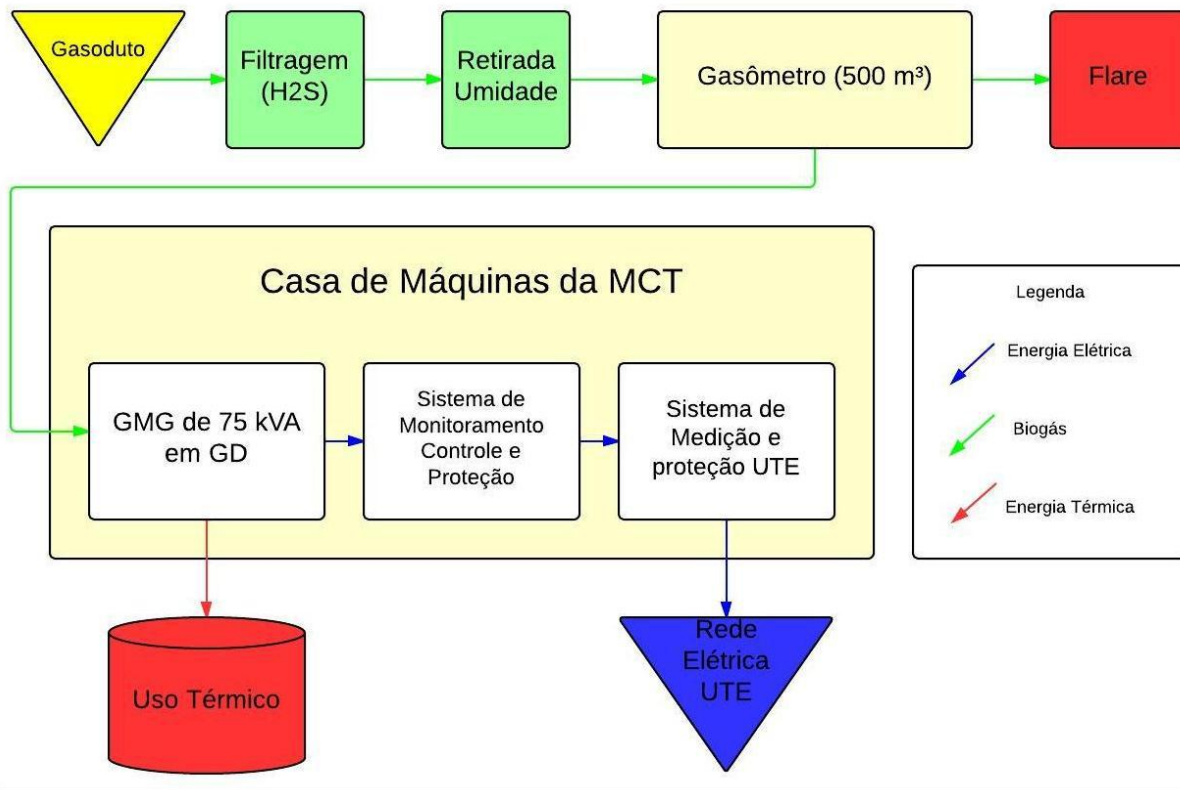 Gasoduto
Filtragem
(H2S)
Retirada
Umidade
Gasômetro (500 m³)
Flare
Casa de Máquinas da MCT
GMG de 75 kVA
em GD
Sistema de
Monitoramento
Controle e
Proteção
Sistema de
Medição e
proteção UTE
Legenda
Energia Elétrica
Biogás
Energia Térmica
Uso Térmico
Rede
Elétrica
UTE